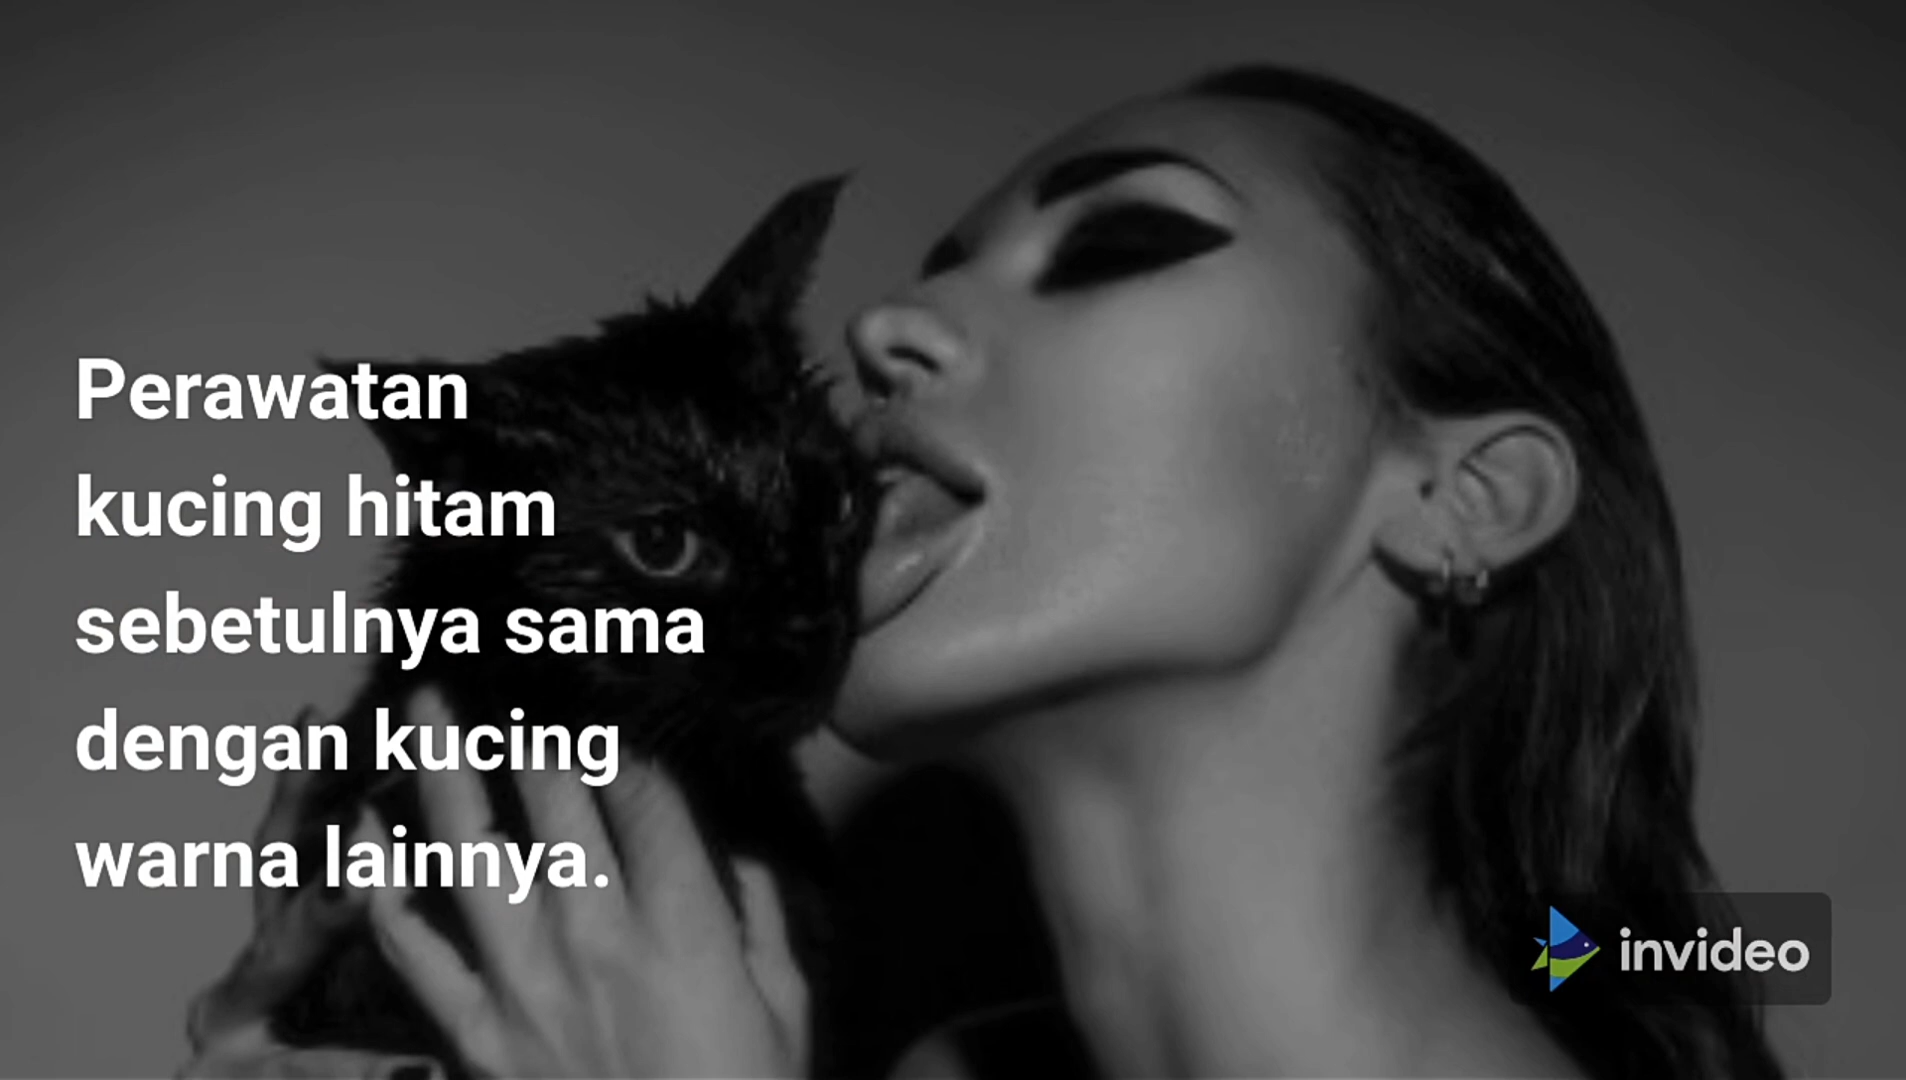 Perawatan
kucing hitam
sebetulnya sama
dengan kucing
warna lainnya.
invideo